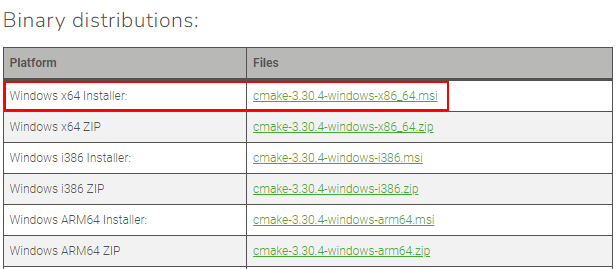 Binary distributions:
Platform Files
Windows x64 Installer: cmake-3.30.4-windows-x86_64.msi
Windows x64 ZIP cmake-3.30.4-windows-x86_64.zip
Windows i386 Installer: cmake-3.30.4-windows-i386.msi
Windows i386 ZIP cmake-3.30.4-windows-i386.zip
Windows ARM64 Installer: cmake-3.30.4-windows-arm64.msi
Windows ARM64 ZIP cmake-3.30.4-windows-arm64.zip